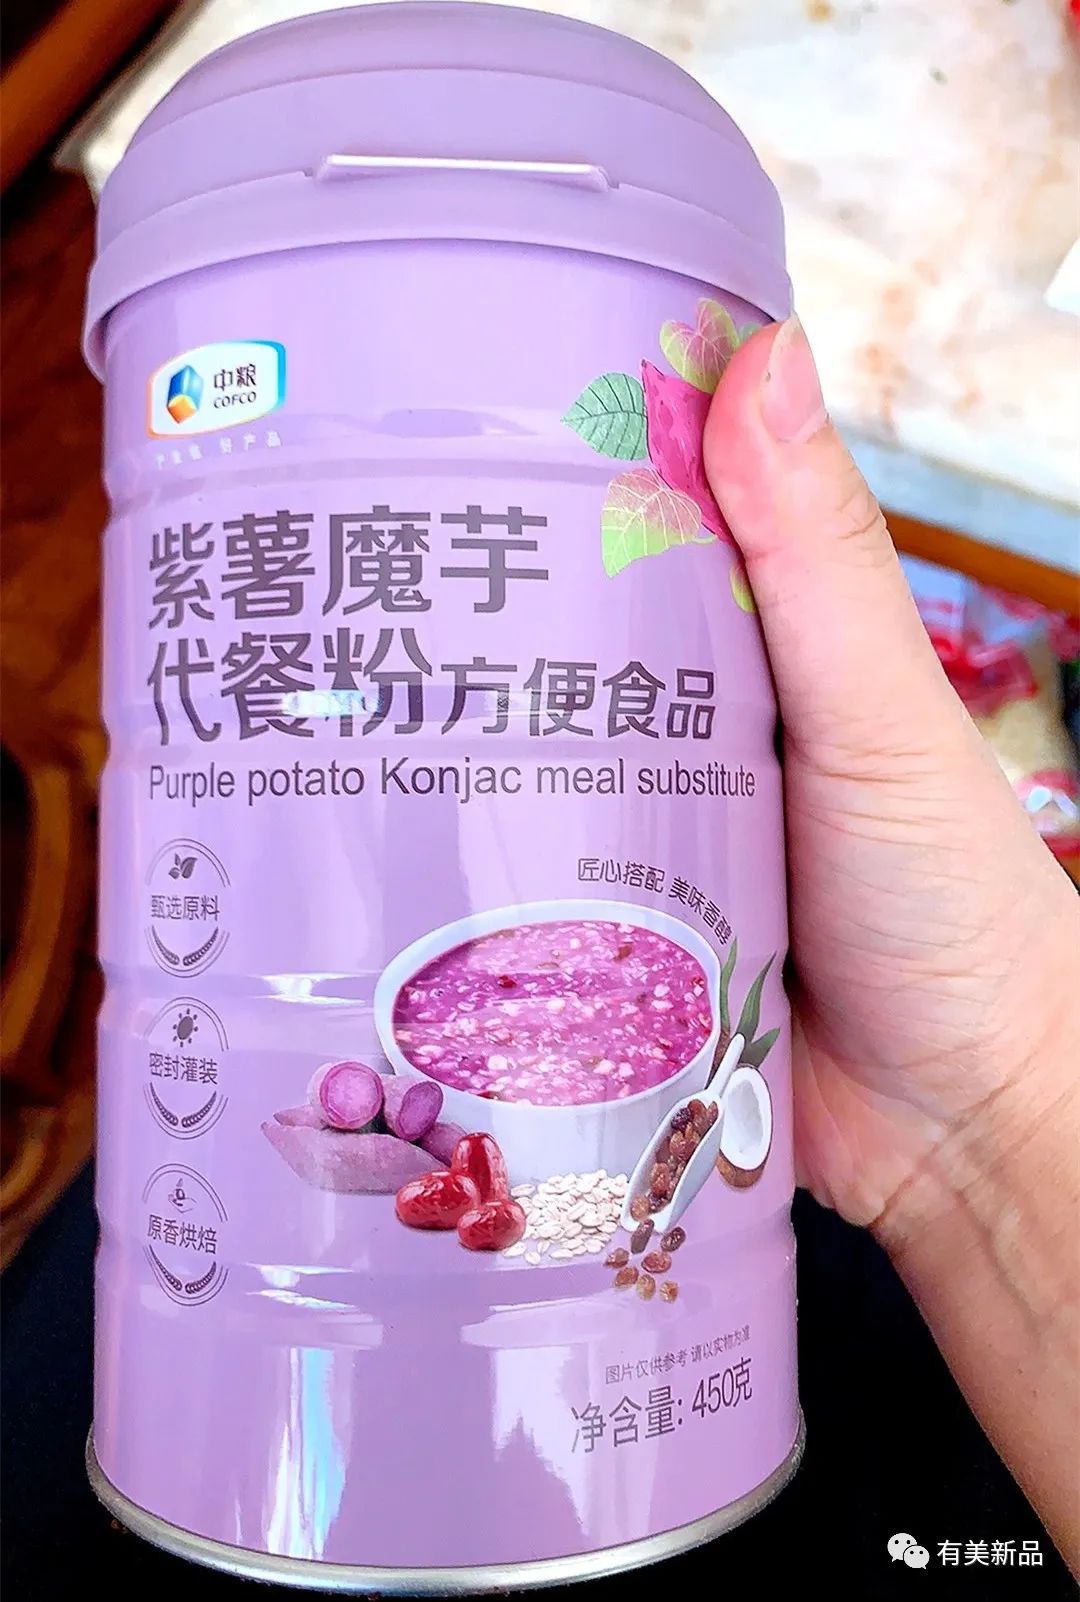 中粮
COFCO
紫薯魔芋
代餐粉方便食品
Purple potato Konjac meal substitute
匠心搭配 美味香醇
甄选原料
密封灌装
原香烘焙
图片仅供参考 请以实物为准
净含量: 450克
有美新品